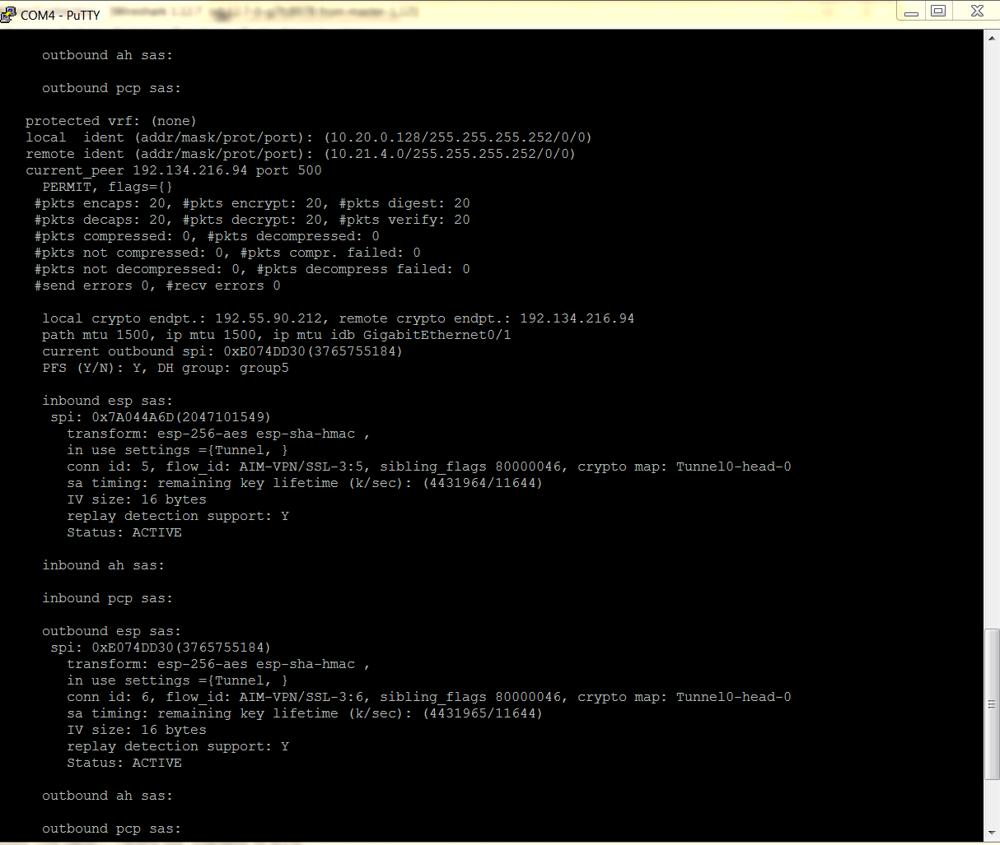 COM4 - PuTTY
outbound ah sas:
outbound pcp sas:
protected vrf: (none)
local  ident (addr/mask/prot/port): (10.20.0.128/255.255.255.252/0/0)
remote ident (addr/mask/prot/port): (10.21.4.0/255.255.255.252/0/0)
current_peer 192.134.216.94 port 500
PERMIT, flags={}
#pkts encaps: 20, #pkts encrypt: 20, #pkts digest: 20
#pkts decaps: 20, #pkts decrypt: 20, #pkts verify: 20
#pkts compressed: 0, #pkts decompressed: 0
#pkts not compressed: 0, #pkts compr. failed: 0
#pkts not decompressed: 0, #pkts decompress failed: 0
#send errors 0, #recv errors 0
local crypto endpt.: 192.55.90.212, remote crypto endpt.: 192.134.216.94
path mtu 1500, ip mtu 1500, ip mtu idb GigabitEthernet0/1
current outbound spi: 0xE074DD30(3765755184)
PFS (Y/N): Y, DH group: group5
inbound esp sas:
spi: 0x7A044A6D(2047101549)
transform: esp-256-aes esp-sha-hmac ,
in use settings ={Tunnel, }
conn id: 5, flow_id: AIM-VPN/SSL-3:5, sibling_flags 80000046, crypto map: Tunnel0-head-0
sa timing: remaining key lifetime (k/sec): (4431964/11644)
IV size: 16 bytes
replay detection support: Y
Status: ACTIVE
inbound ah sas:
inbound pcp sas:
outbound esp sas:
spi: 0xE074DD30(3765755184)
transform: esp-256-aes esp-sha-hmac ,
in use settings ={Tunnel, }
conn id: 6, flow_id: AIM-VPN/SSL-3:6, sibling_flags 80000046, crypto map: Tunnel0-head-0
sa timing: remaining key lifetime (k/sec): (4431965/11644)
IV size: 16 bytes
replay detection support: Y
Status: ACTIVE
outbound ah sas:
outbound pcp sas: